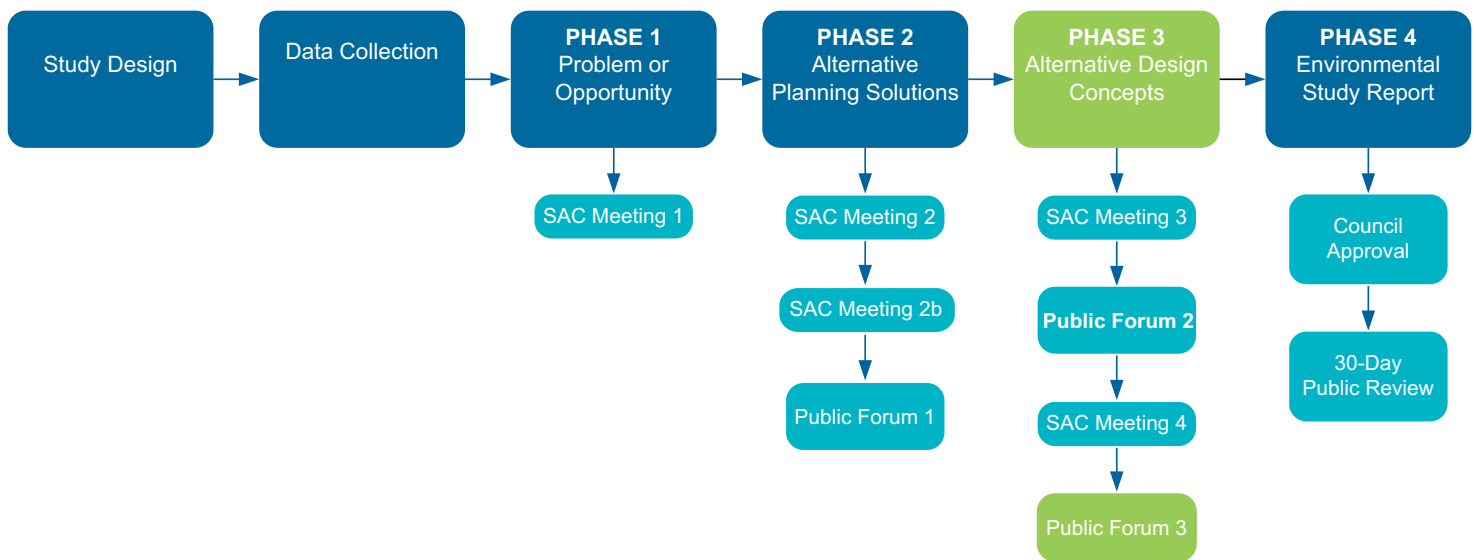 Study Design
Data Collection
PHASE 1
Problem or
Opportunity
PHASE 2
Alternative
Planning Solutions
PHASE 3
Alternative Design
Concepts
PHASE 4
Environmental
Study Report
SAC Meeting 1
SAC Meeting 2
SAC Meeting 2b
Public Forum 1
SAC Meeting 3
Public Forum 2
SAC Meeting 4
Public Forum 3
Council
Approval
30-Day
Public Review